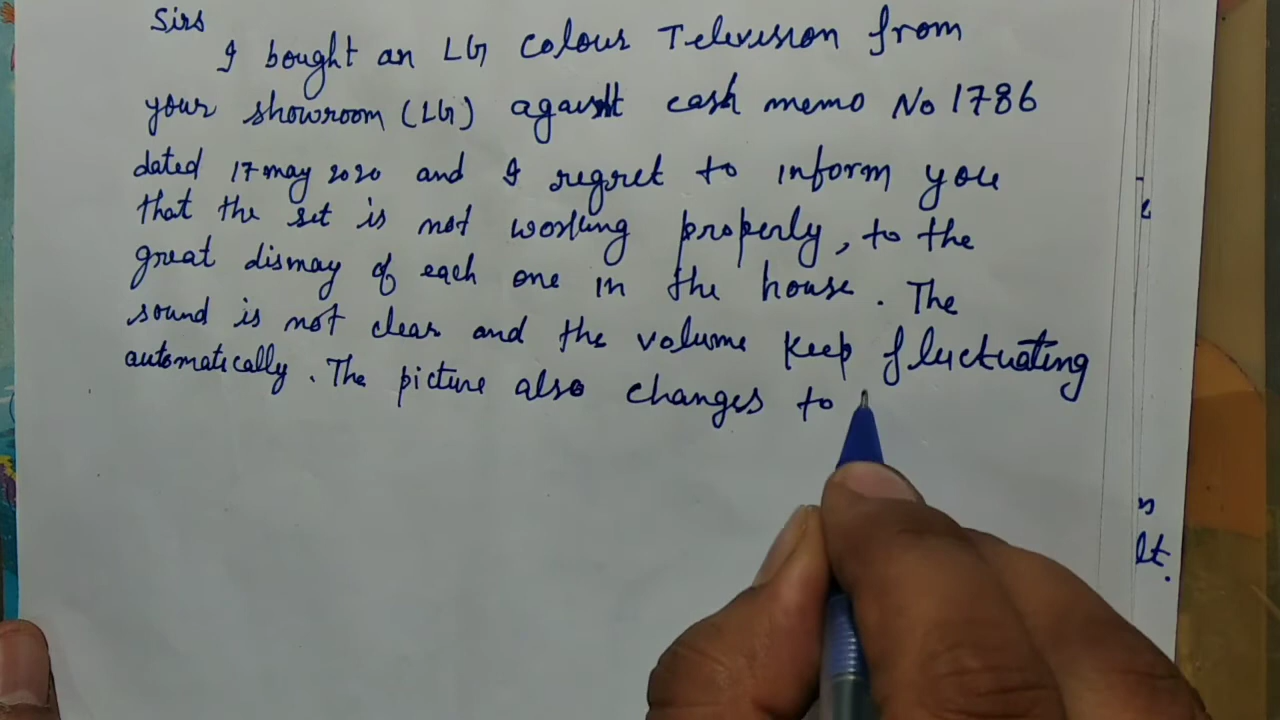 Sirs
I bought an LG Colour Television from
your showroom (LG) against cash memo No 1786
dated 17 may 2020 and I regret to inform you
that the set is not working properly, to the
great dismay of each one in the house. The
sound is not clear and the volume keep fluctuating
automatically. The picture also changes to